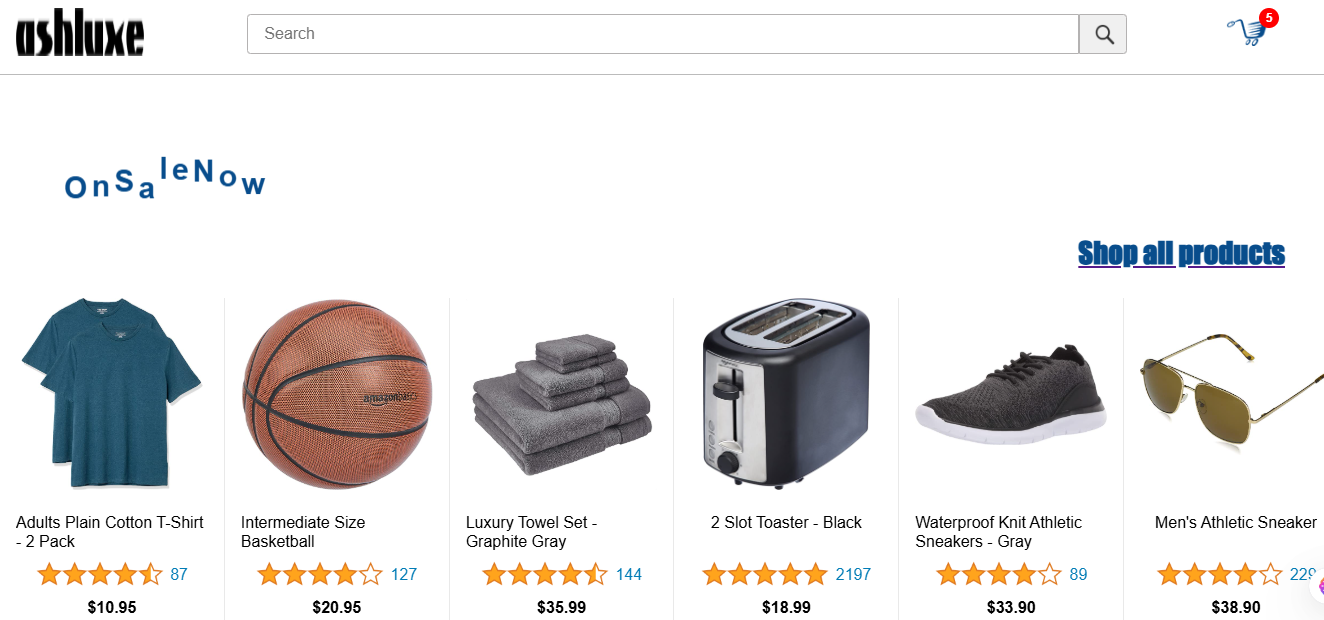 ashluxe
Search
5
OnSaleNow
Shop all products
amazonbasics
Adults Plain Cotton T-Shirt
- 2 Pack
87
$10.95
Intermediate Size
Basketball
127
$20.95
Luxury Towel Set -
Graphite Gray
144
$35.99
2 Slot Toaster - Black
2197
$18.99
Waterproof Knit Athletic
Sneakers - Gray
89
$33.90
Men's Athletic Sneaker
229
$38.90